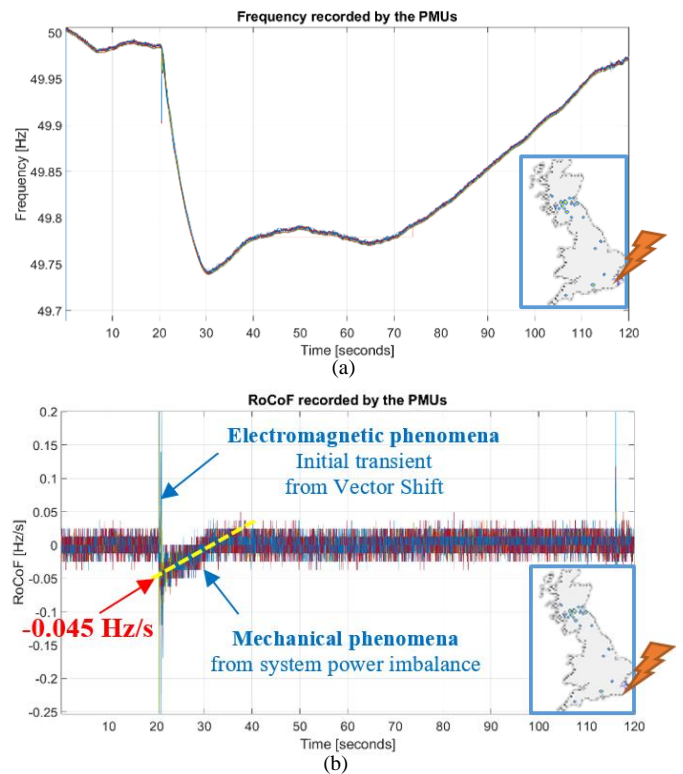 Frequency recorded by the PMUs
50
49.95
49.9
49.85
49.8
49.75
49.7
Frequency [Hz]
10 20 30 40 50 60 70 80 90 100 110 120
Time [seconds]
(a)
RoCoF recorded by the PMUs
0.2
0.15
0.1
0.05
0
-0.05
-0.1
-0.15
-0.2
-0.25
RoCoF [Hz/s]
Electromagnetic phenomena
Initial transient
from Vector Shift
-0.045 Hz/s
Mechanical phenomena
from system power imbalance
10 20 30 40 50 60 70 80 90 100 110 120
Time [seconds]
(b)